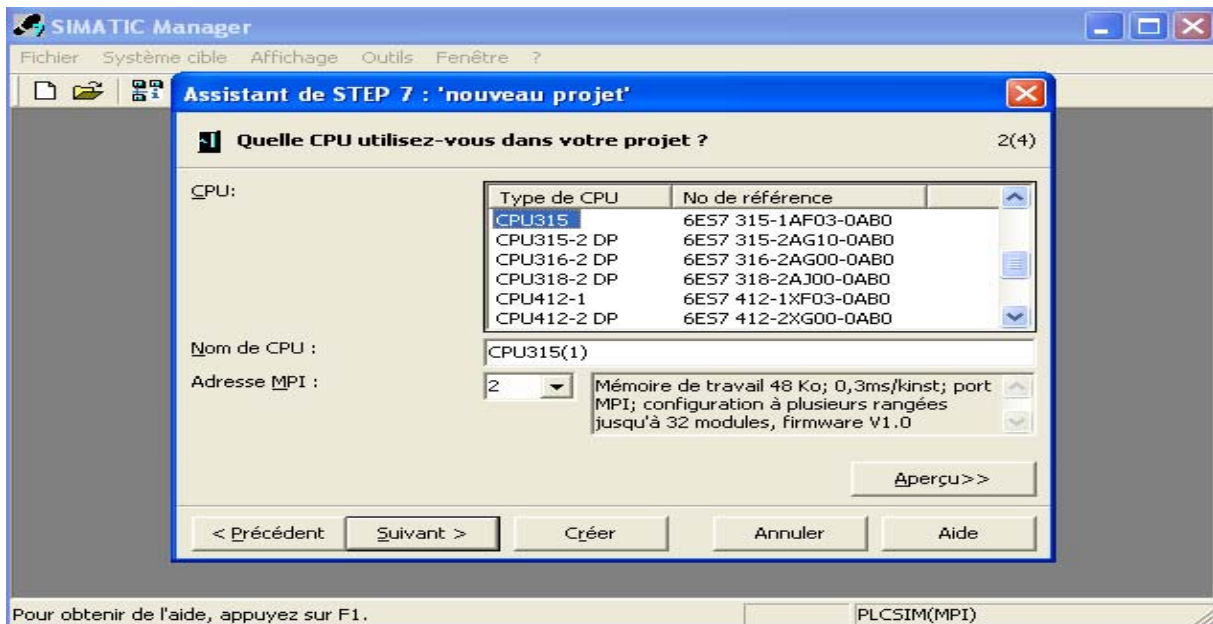 SIMATIC Manager
Fichier Système cible Affichage Outils Fenêtre ?
Assistant de STEP 7 : 'nouveau projet'
Quelle CPU utilisez-vous dans votre projet ? 2(4)
CPU:
Type de CPU No de référence
CPU315 6ES7 315-1AF03-0AB0
CPU315-2 DP 6ES7 315-2AG10-0AB0
CPU316-2 DP 6ES7 316-2AG00-0AB0
CPU318-2 DP 6ES7 318-2AJ00-0AB0
CPU412-1 6ES7 412-1XF03-0AB0
CPU412-2 DP 6ES7 412-2XG00-0AB0
Nom de CPU : CPU315(1)
Adresse MPI : 2
Mémoire de travail 48 Ko; 0,3ms/kinst; port
MPI; configuration à plusieurs rangées
jusqu'à 32 modules, firmware V1.0
Aperçu>>
< Précédent Suivant > Créer Annuler Aide
Pour obtenir de l'aide, appuyez sur F1. PLCSIM(MPI)